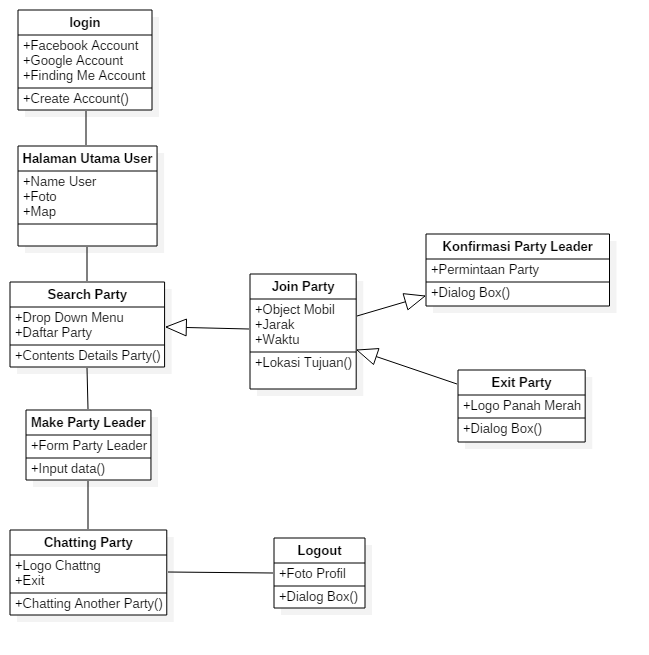 login
+Facebook Account
+Google Account
+Finding Me Account
+Create Account()
Halaman Utama User
+Name User
+Foto
+Map
Search Party
+Drop Down Menu
+Daftar Party
+Contents Details Party()
Join Party
+Object Mobil
+Jarak
+Waktu
+Lokasi Tujuan()
Konfirmasi Party Leader
+Permintaan Party
+Dialog Box()
Exit Party
+Logo Panah Merah
+Dialog Box()
Make Party Leader
+Form Party Leader
+Input data()
Chatting Party
+Logo Chattng
+Exit
+Chatting Another Party()
Logout
+Foto Profil
+Dialog Box()